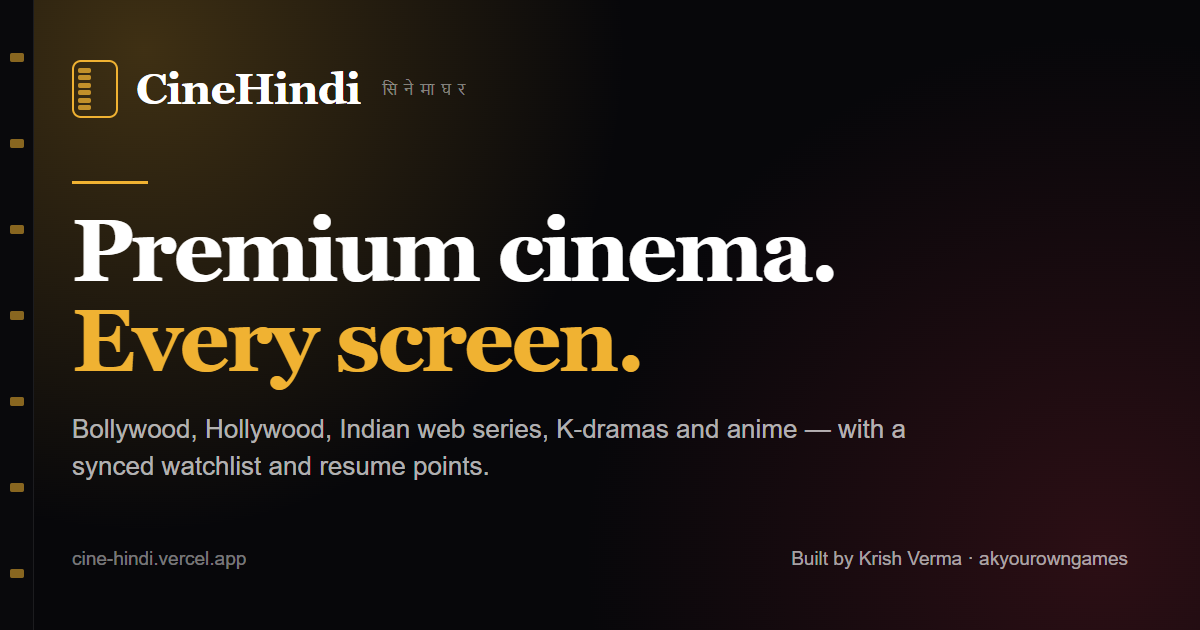 CineHindi सिनेमाघर
Premium cinema.
Every screen.
Bollywood, Hollywood, Indian web series, K-dramas and anime — with a
synced watchlist and resume points.
cine-hindi.vercel.app
Built by Krish Verma · akyourowngames